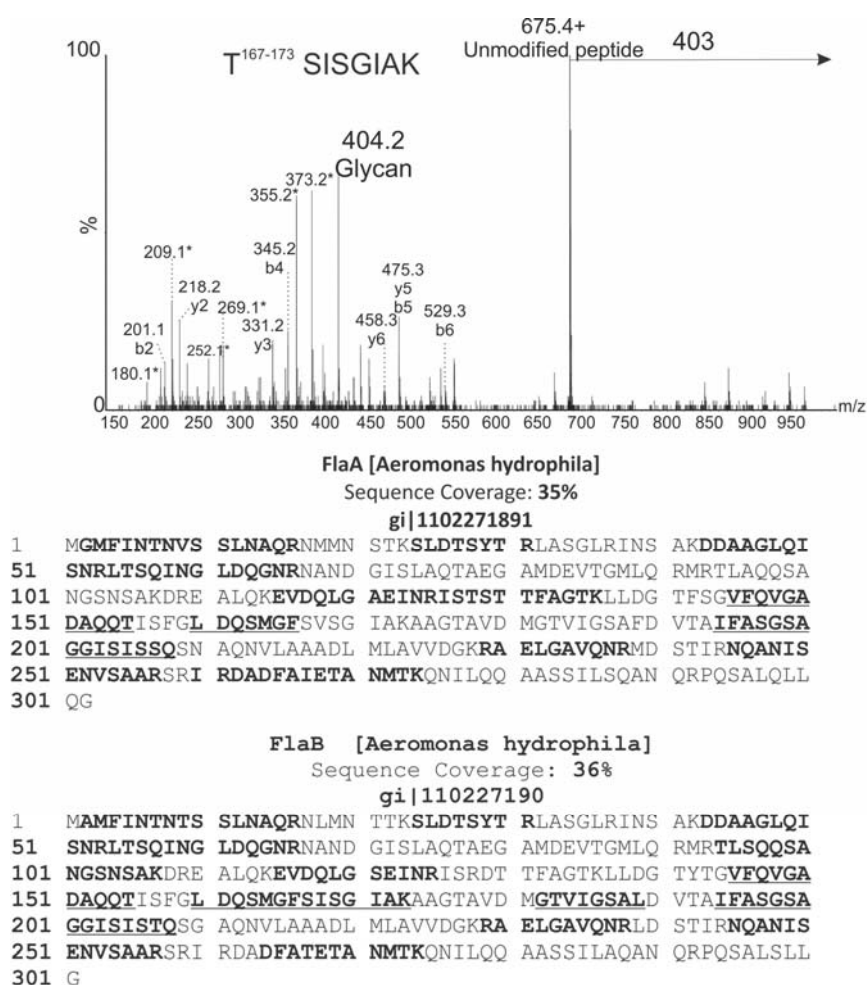 100
675.4+
Unmodified peptide
403
T¹⁶⁷⁻¹⁷³ SISGIAK
404.2
Glycan
373.2*
355.2*
%
209.1*
345.2
b4
475.3
y5
b5
218.2
y2
269.1*
331.2
y3
458.3
y6
529.3
b6
201.1
b2
252.1*
180.1*
0
150 200 250 300 350 400 450 500 550 600 650 700 750 800 850 900 950 m/z
FlaA [Aeromonas hydrophila]
Sequence Coverage: 35%
gi|1102271891
1 MGMFINTNVS SLNAQRNMMN STKSLDTSYT RLASGLRINS AKDDAAGLQI
51 SNRLTSQING LDQGNRNAND GISLAQTAEG AMDEVTGMLQ RMRTLAQQSA
101 NGSNSAKDRE ALQKEVDQLG AEINRISTST TFAGTKLLDG TFSGVFQVGA
151 DAQQTISFGL DQSMGFSVSG IAKAAGTAVD MGTVIGSAFD VTAIFASGSA
201 GGISISSQSN AQNVLAAADL MLAVVDGKRA ELGAVQNRMD STIRNQANIS
251 ENVSAARSRI RDADFAIETA NMTKQNILQQ AASSILSQAN QRPQSALQLL
301 QG
FlaB [Aeromonas hydrophila]
Sequence Coverage: 36%
gi|110227190
1 MAMFINTNTS SLNAQRNLMN TTKSLDTSYT RLASGLRINS AKDDAAGLQI
51 SNRLTSQING LDQGNRNAND GISLAQTAEG AMDEVTGMLQ RMRTLSQQSA
101 NGSNSAKDRE ALQKEVDQLG SEINRISRDT TFAGTKLLDG TYTGVFQVGA
151 DAQQTISFGL DQSMGFSISG IAKAAGTAVD MGTVIGSALD VTAIFASGSA
201 GGISISTQSG AQNVLAAADL MLAVVDGKRA ELGAVQNRLD STIRNQANIS
251 ENVSAARSRI RDADFATETA NMTKQNILQQ AASSILAQAN QRPQSALSLL
301 G